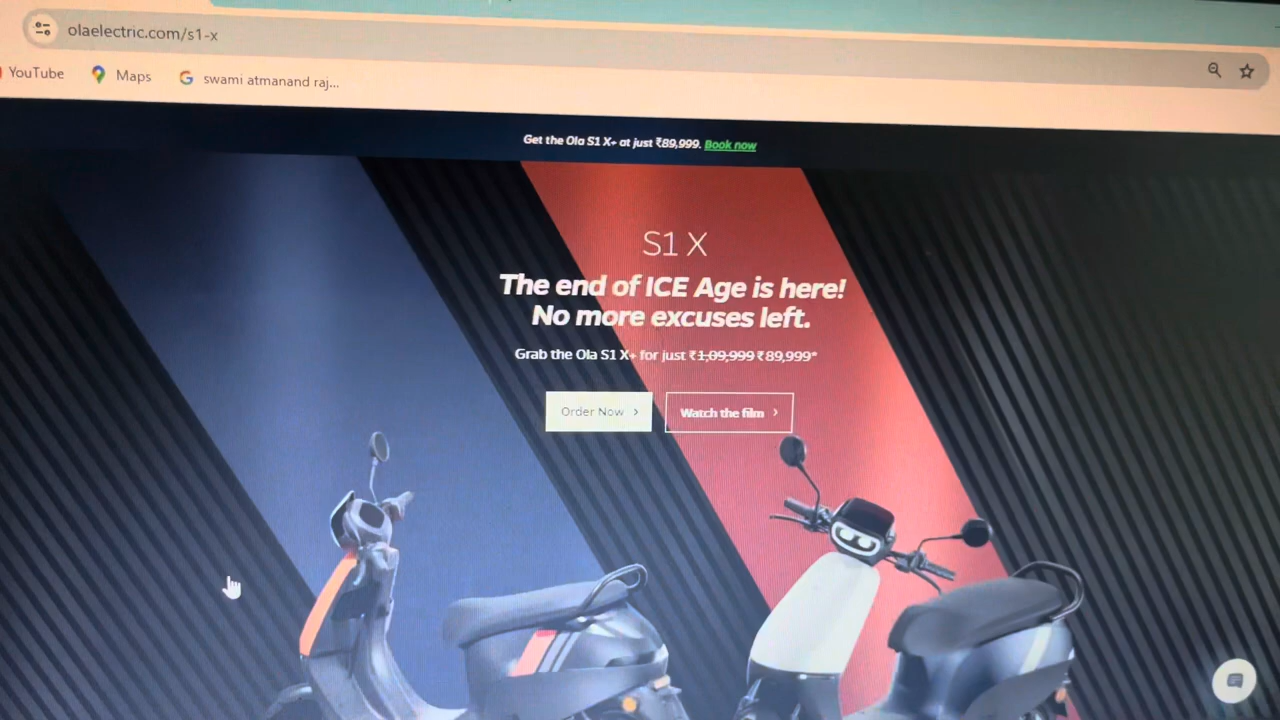 olaelectric.com/s1-x
YouTube
Maps
swami atmanand raj...
Get the Ola S1 X+ at just ₹89,999. Book now
S1 X
The end of ICE Age is here!
No more excuses left.
Grab the Ola S1 X+ for just ₹1,09,999 ₹89,999*
Order Now >
Watch the film >